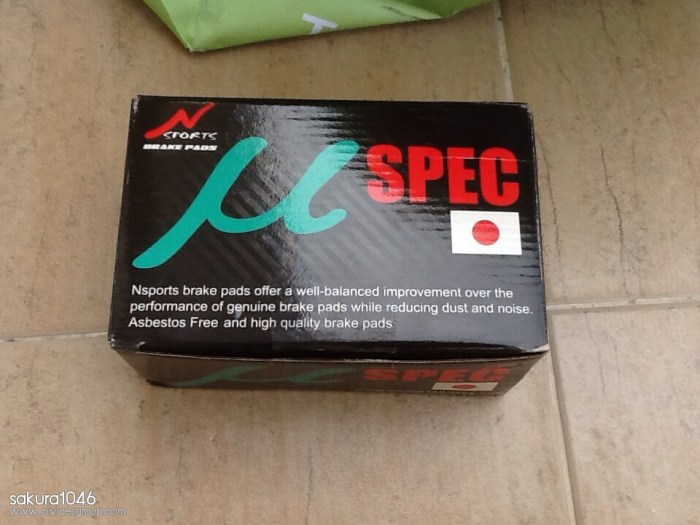 N
SPORTS
BRAKE PADS
µ SPEC
Nsports brake pads offer a well-balanced improvement over the
performance of genuine brake pads while reducing dust and noise.
Asbestos Free and high quality brake pads
µ SPEC
sakura1046